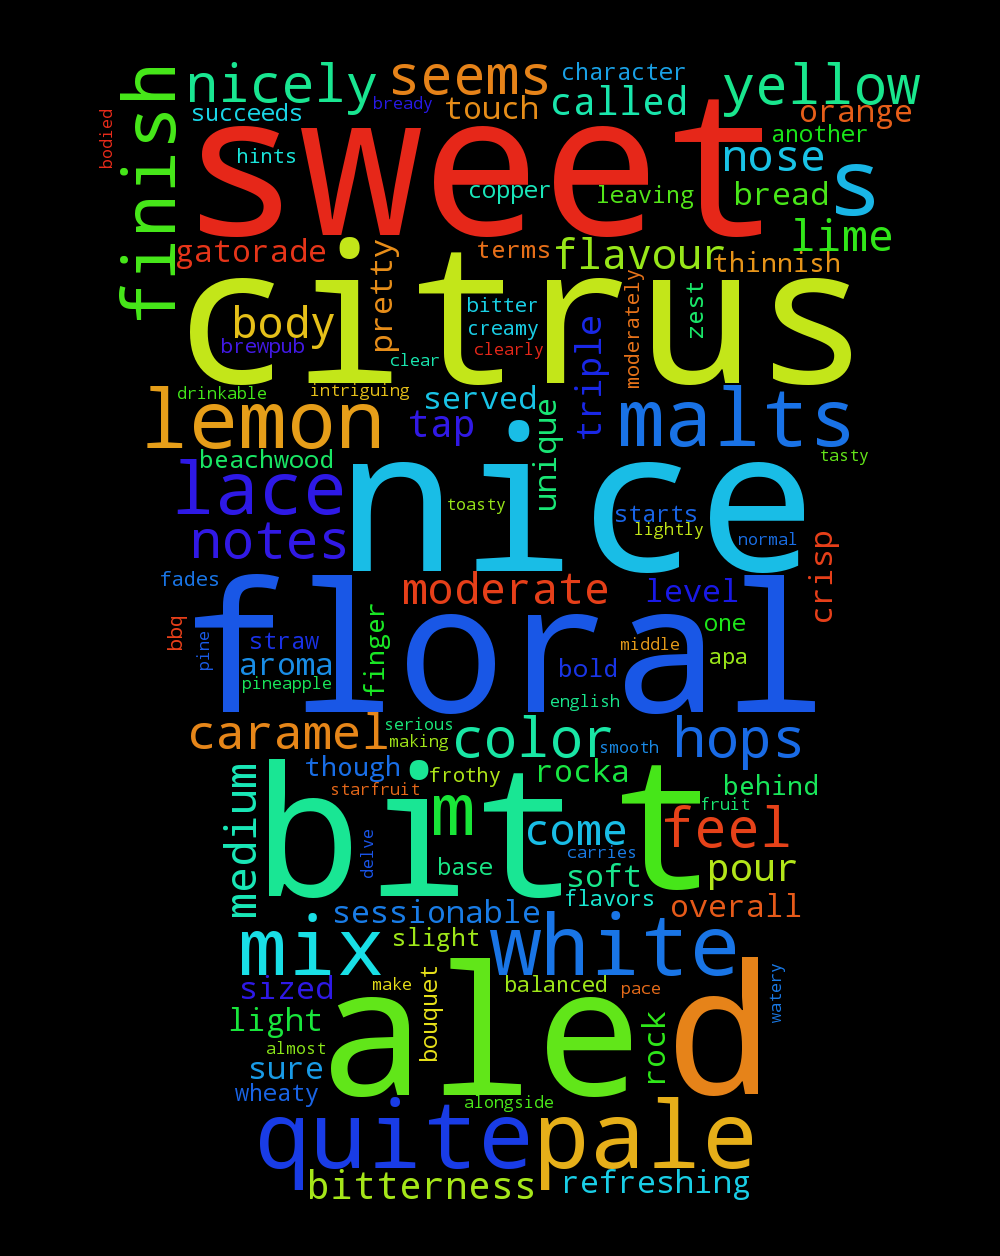 finish
nicely
seems
character
yellow
succeeds
bready
touch
called
orange
bodied
hints
sweet
another
nose
s
copper
leaving
bread
lime
gatorade
pretty
terms
flavour
thinnish
citrus
body
brewpub
bitter
creamy
clearly
clear
triple
moderately
zest
drinkable
intriguing
served
lemon
tap
unique
malts
tasty
beachwood
lace
notes
nice
toasty
starts
lightly
normal
crisp
fades
moderate
level
floral
bbq
pine
straw
aroma
pineapple
finger
bold
one
middle
apa
english
caramel
serious
making
color
smooth
hops
though
frothy
rocka
behind
starfruit
medium
bit
t
m
fruit
come
feel
delve
base
carries
soft
pour
flavors
sessionable
overall
mix
slight
white
sized
make
bouquet
balanced
pace
watery
light
ale
d
almost
rock
sure
wheaty
alongside
quite
pale
bitterness
refreshing